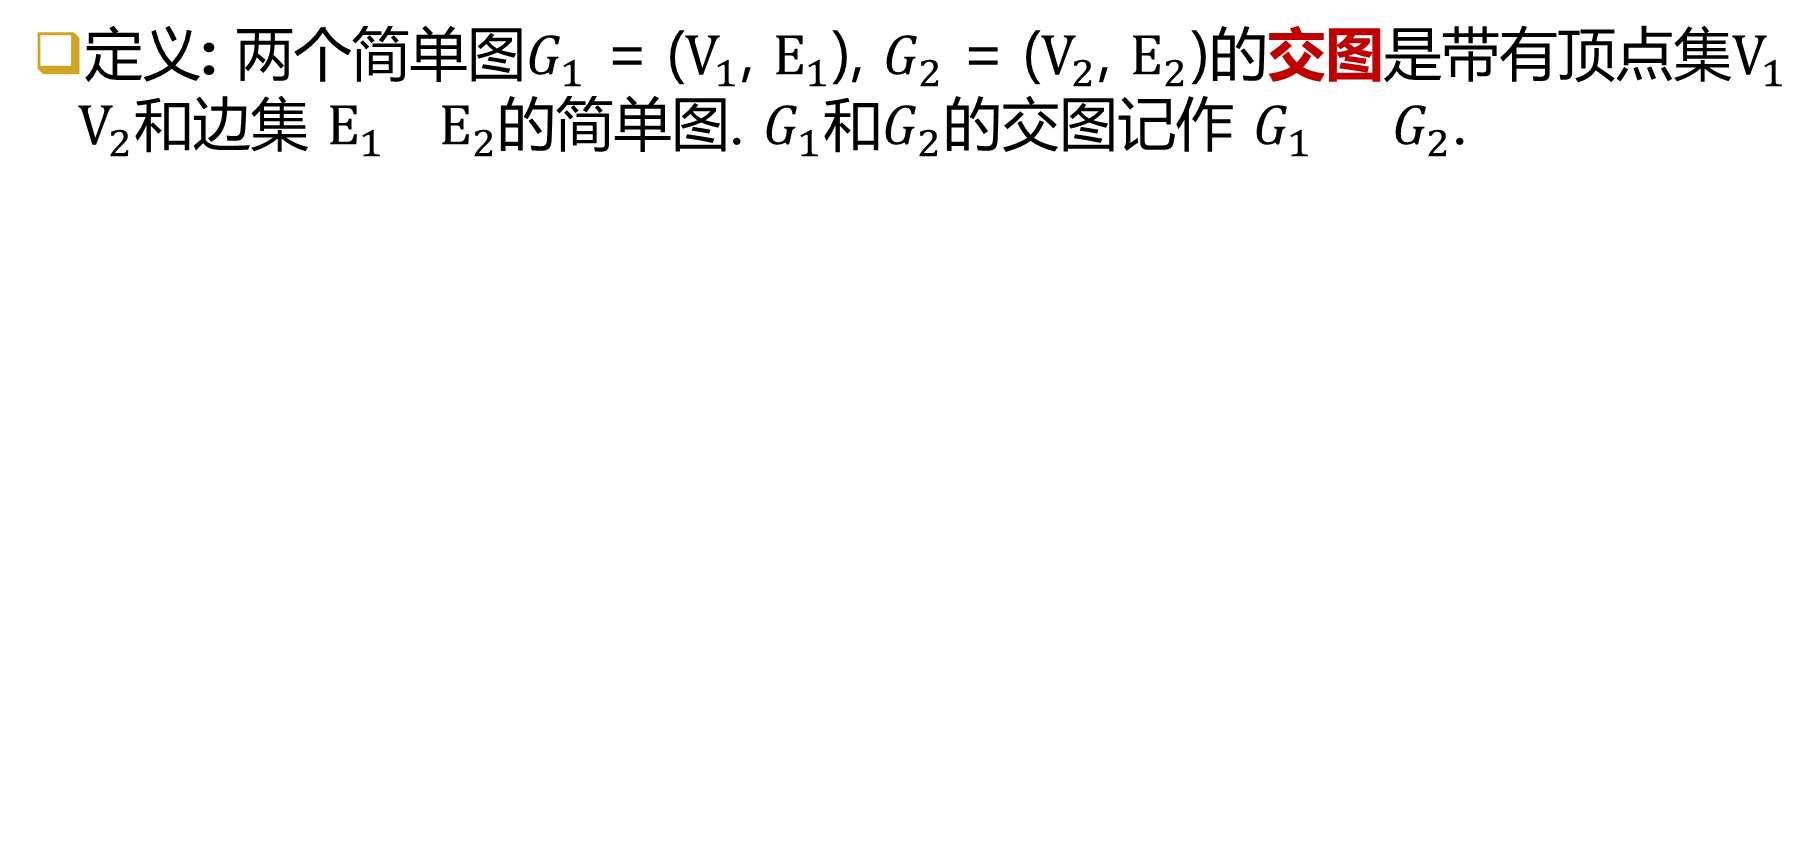 定义: 两个简单图G₁ = (V₁, E₁), G₂ = (V₂, E₂)的交图是带有顶点集V₁
V₂和边集 E₁ E₂的简单图. G₁和G₂的交图记作 G₁ G₂.